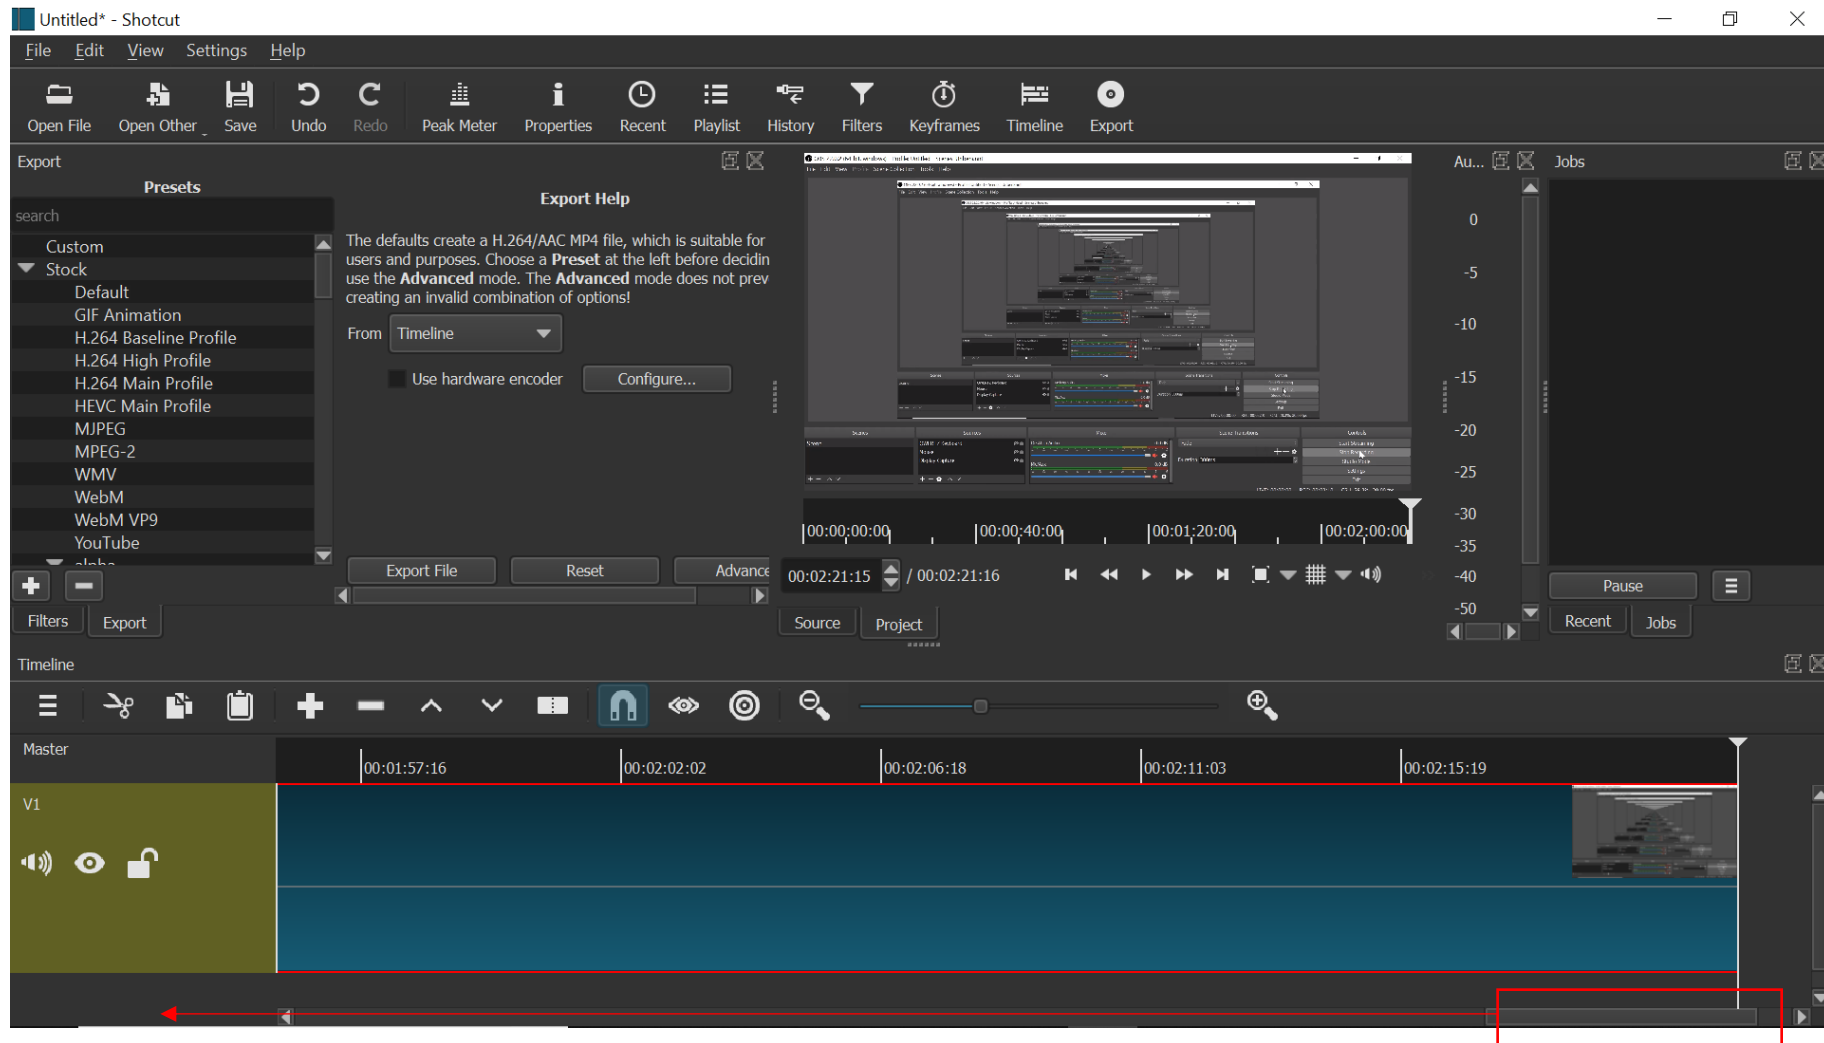 Untitled* - Shotcut
File Edit View Settings Help
Open File Open Other Save Undo Redo Peak Meter Properties Recent Playlist History Filters Keyframes Timeline Export
Export
Presets
search
Custom
Stock
Default
GIF Animation
H.264 Baseline Profile
H.264 High Profile
H.264 Main Profile
HEVC Main Profile
MJPEG
MPEG-2
WMV
WebM
WebM VP9
YouTube
alpha
Filters Export
Export Help
The defaults create a H.264/AAC MP4 file, which is suitable for
users and purposes. Choose a Preset at the left before decidin
use the Advanced mode. The Advanced mode does not prev
creating an invalid combination of options!
From Timeline
Use hardware encoder Configure...
Export File Reset Advance
00:00:00:00 00:00:40:00 00:01:20:00 00:02:00:00
00:02:21:15 / 00:02:21:16
Source Project
Au...
0
-5
-10
-15
-20
-25
-30
-35
-40
-50
Jobs
Pause
Recent Jobs
Timeline
Master
00:01:57:16 00:02:02:02 00:02:06:18 00:02:11:03 00:02:15:19
V1